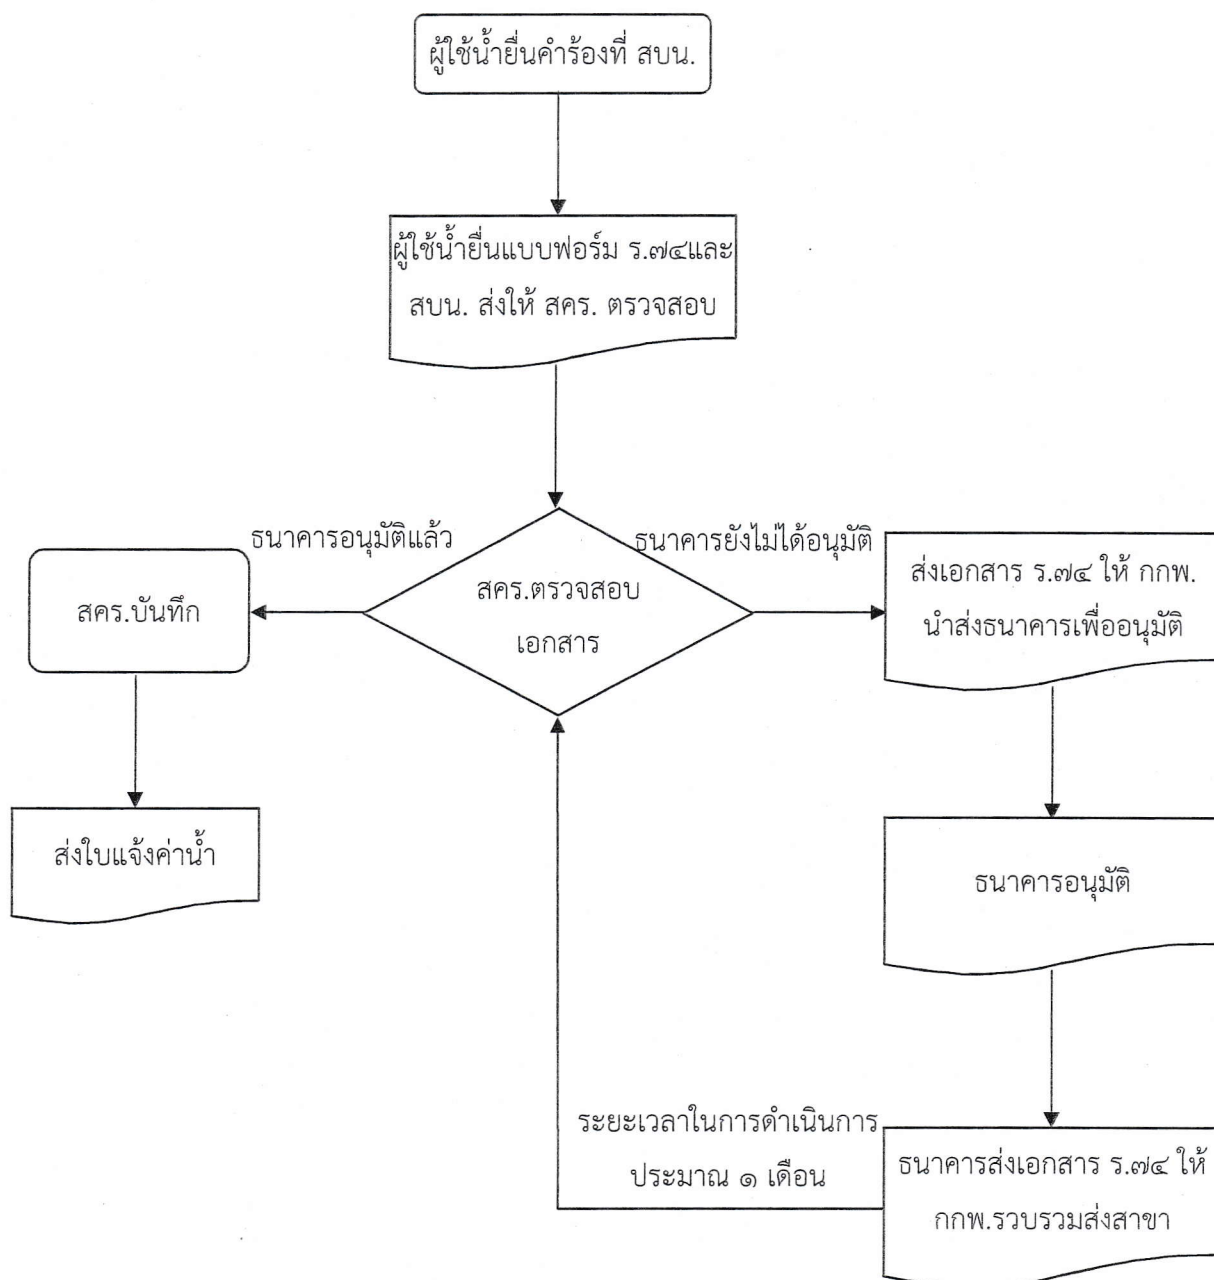 ผู้ใช้น้ำยื่นคำร้องที่ สบน.
ผู้ใช้น้ำยื่นแบบฟอร์ม ร.๗๔และ
สบน. ส่งให้ สคร. ตรวจสอบ
ธนาคารอนุมัติแล้ว
ธนาคารยังไม่ได้อนุมัติ
สคร.บันทึก
สคร.ตรวจสอบ
เอกสาร
ส่งเอกสาร ร.๗๔ ให้ กกพ.
นำส่งธนาคารเพื่ออนุมัติ
ส่งใบแจ้งค่าน้ำ
ธนาคารอนุมัติ
ระยะเวลาในการดำเนินการ
ประมาณ ๑ เดือน
ธนาคารส่งเอกสาร ร.๗๔ ให้
กกพ.รวบรวมส่งสาขา